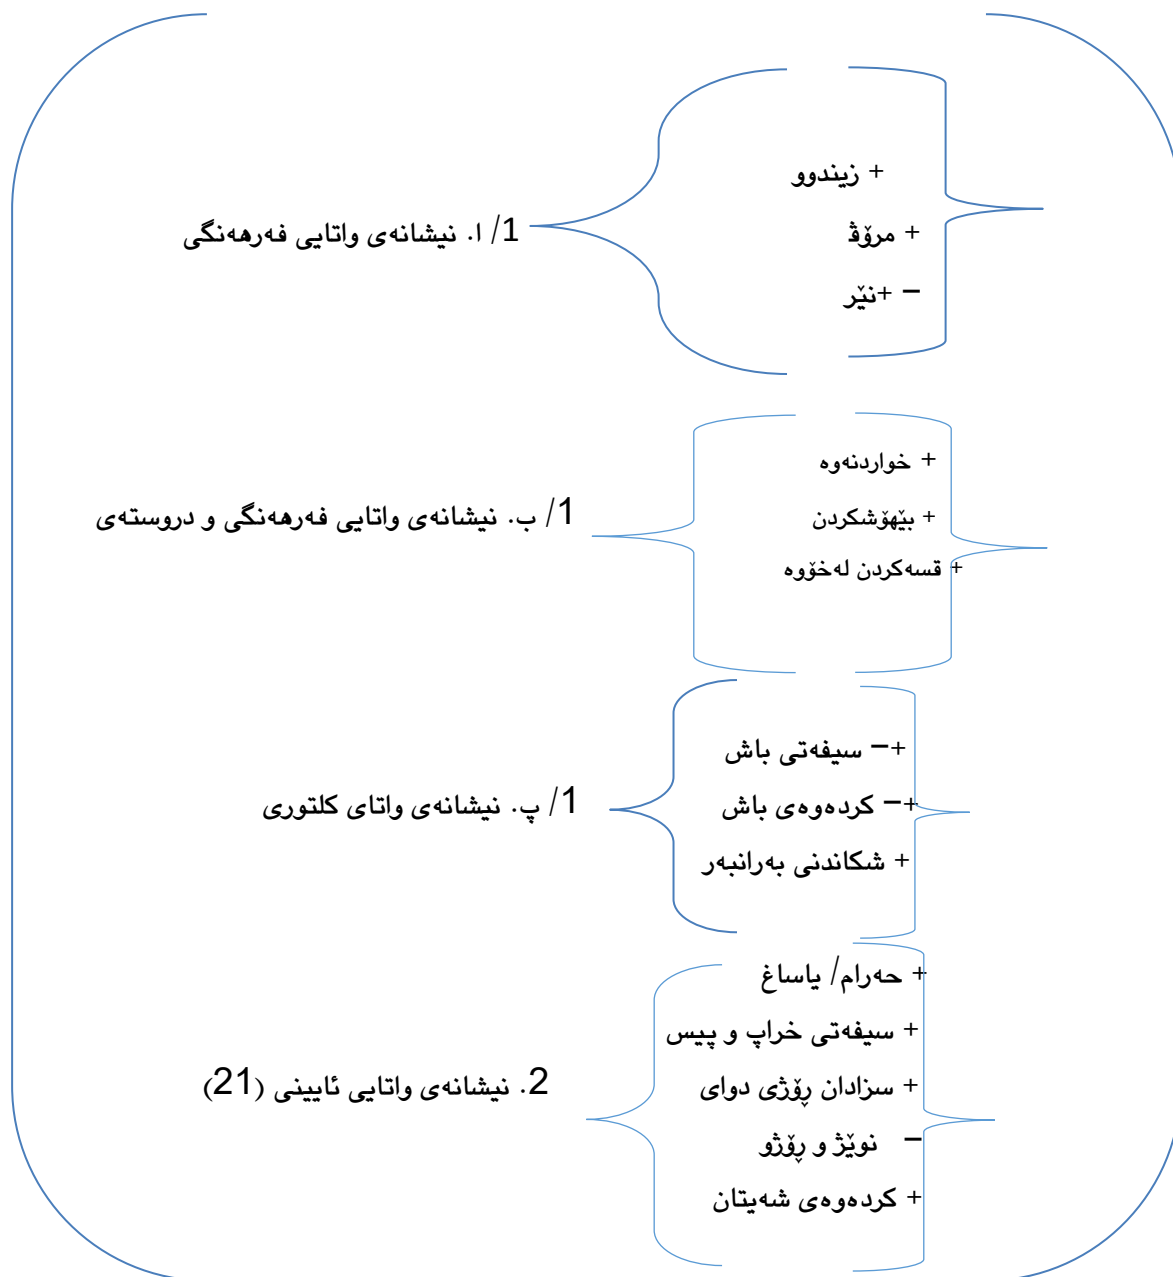 + زیندوو
+ مرۆڤ
1/ ا. نیشانەی واتایی فەرهەنگی
− +نێر
+ خواردنەوە
+ بێهۆشکردن
1/ ب. نیشانەی واتایی فەرهەنگی و دروستەی
+ قسەکردن لەخۆوە
+− سیفەتی باش
+− کردەوەی باش
1/ پ. نیشانەی واتای کلتوری
+ شکاندنی بەرانبەر
+ حەرام/ یاساغ
+ سیفەتی خراپ و پیس
+ سزادان ڕۆژی دوای
2. نیشانەی واتایی ئایینی (21)
− نوێژ و ڕۆژو
+ کردەوەی شەیتان